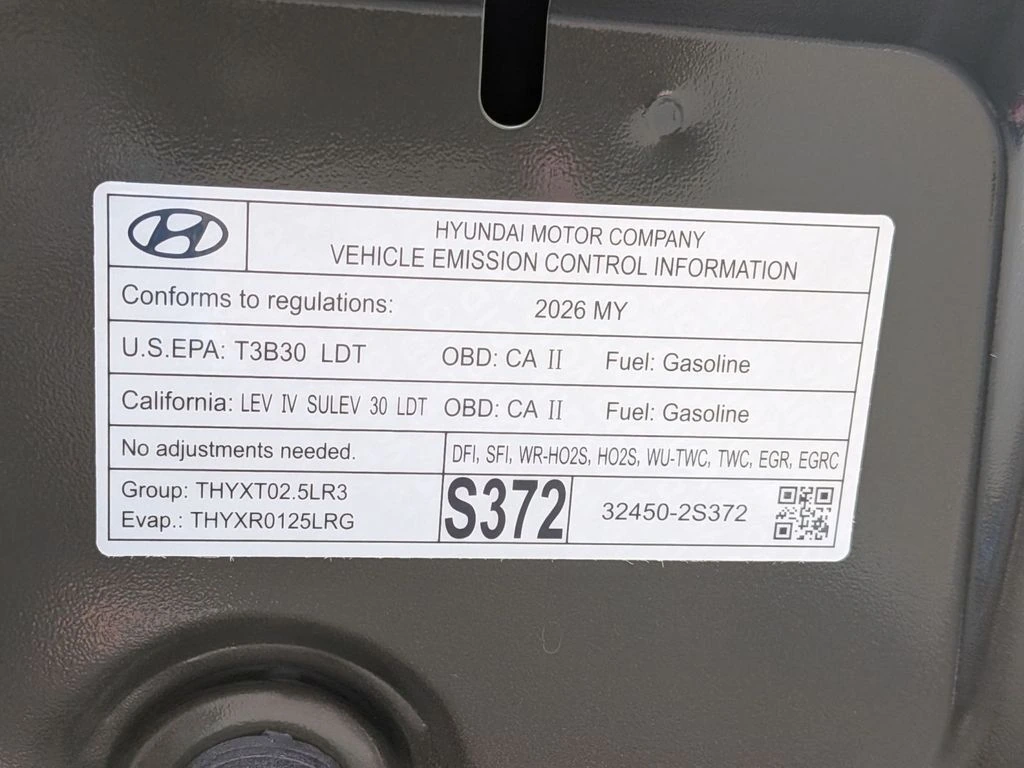 HYUNDAI MOTOR COMPANY
VEHICLE EMISSION CONTROL INFORMATION
Conforms to regulations: 2026 MY
U.S.EPA: T3B30 LDT OBD: CA II Fuel: Gasoline
California: LEV IV SULEV 30 LDT OBD: CA II Fuel: Gasoline
No adjustments needed. DFI, SFI, WR-HO2S, HO2S, WU-TWC, TWC, EGR, EGRC
Group: THYXT02.5LR3
Evap.: THYXR0125LRG
S372
32450-2S372